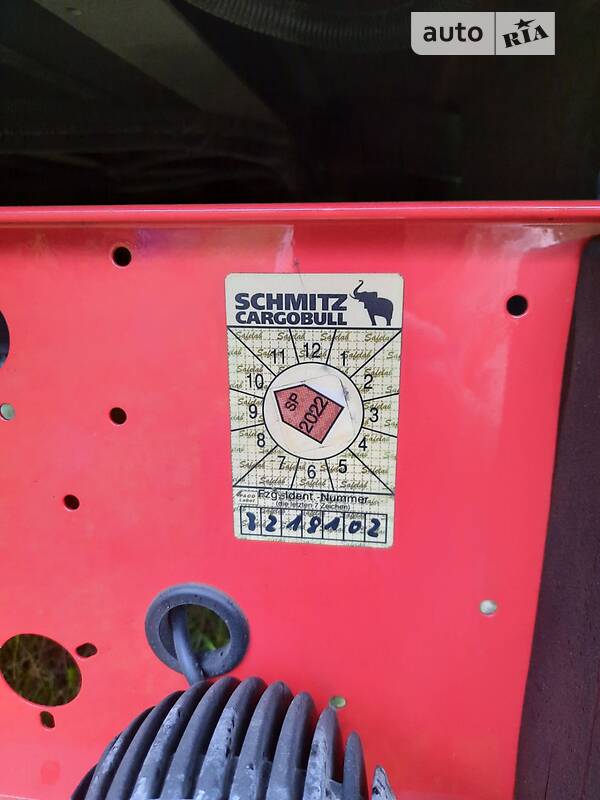 auto RIA
SCHMITZ
CARGOBULL
11 12 1
10 2
9 3
8 4
7 6 5
SP
2022
Fzg.-Ident.-Nummer
(die letzten 7 Zeichen)
3218102